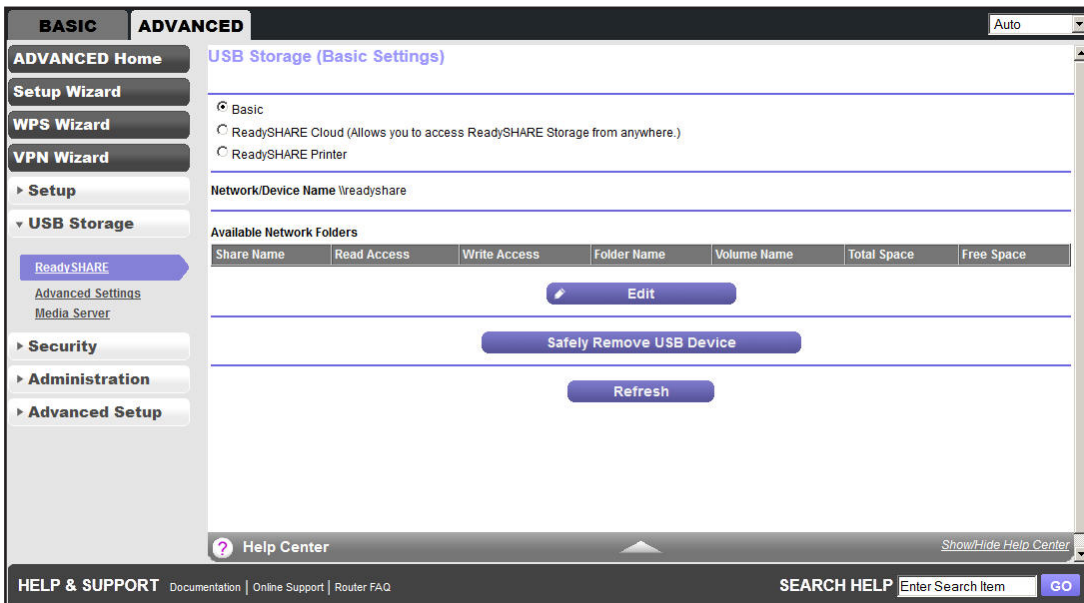 BASIC ADVANCED Auto
ADVANCED Home
Setup Wizard
WPS Wizard
VPN Wizard
Setup
USB Storage
ReadySHARE
Advanced Settings
Media Server
Security
Administration
Advanced Setup
USB Storage (Basic Settings)
Basic
ReadySHARE Cloud (Allows you to access ReadySHARE Storage from anywhere.)
ReadySHARE Printer
Network/Device Name \\readyshare
Available Network Folders
Share Name Read Access Write Access Folder Name Volume Name Total Space Free Space
Edit
Safely Remove USB Device
Refresh
? Help Center Show/Hide Help Center
HELP & SUPPORT Documentation | Online Support | Router FAQ SEARCH HELP Enter Search Item GO